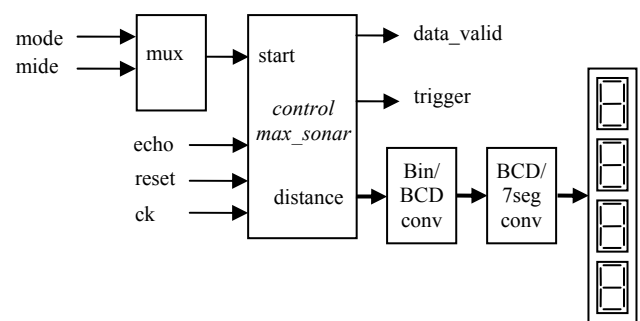 mode
mide
mux
start
data_valid
trigger
control
max_sonar
echo
reset
ck
distance
Bin/
BCD
conv
BCD/
7seg
conv